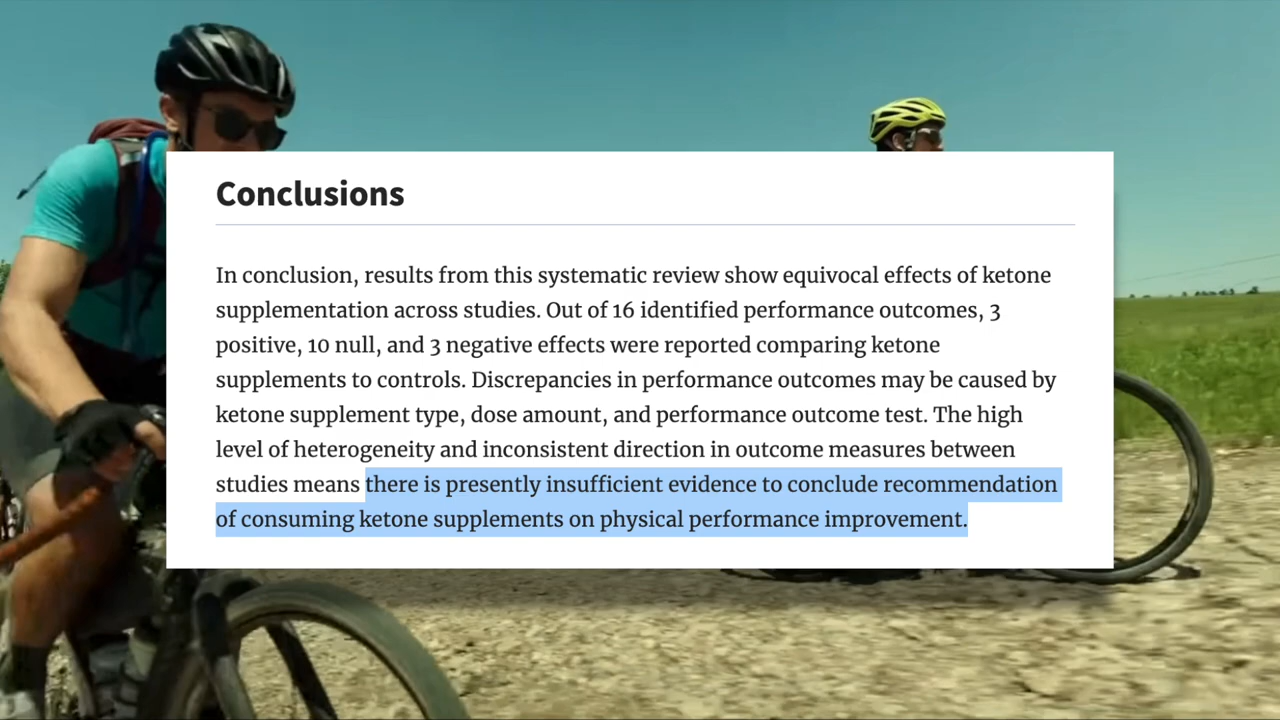 Conclusions
In conclusion, results from this systematic review show equivocal effects of ketone
supplementation across studies. Out of 16 identified performance outcomes, 3
positive, 10 null, and 3 negative effects were reported comparing ketone
supplements to controls. Discrepancies in performance outcomes may be caused by
ketone supplement type, dose amount, and performance outcome test. The high
level of heterogeneity and inconsistent direction in outcome measures between
studies means there is presently insufficient evidence to conclude recommendation
of consuming ketone supplements on physical performance improvement.